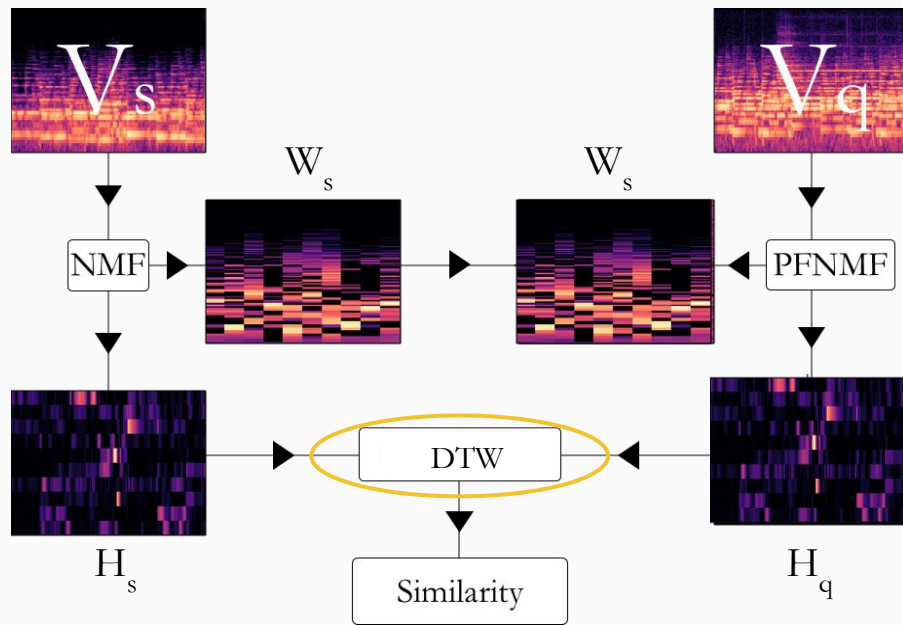 Vs
Vq
Ws
Ws
NMF
PFNMF
DTW
Hs
Hq
Similarity